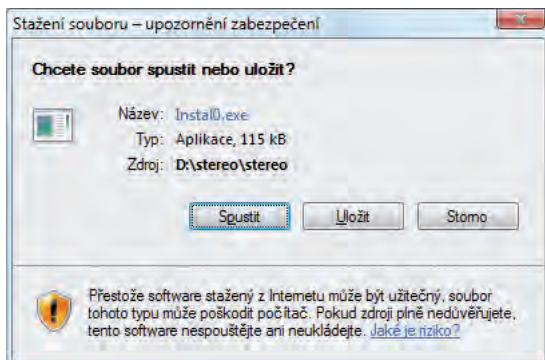 Stažení souboru – upozornění zabezpečení
Chcete soubor spustit nebo uložit?
Název: Instal0.exe
Typ: Aplikace, 115 kB
Zdroj: D:\stereo\stereo
Spustit Uložit Storno
Přestože software stažený z Internetu může být užitečný, soubor
tohoto typu může poškodit počítač. Pokud zdroji plně nedůvěřujete,
tento software nespouštějte ani neukládejte. Jaké je riziko?